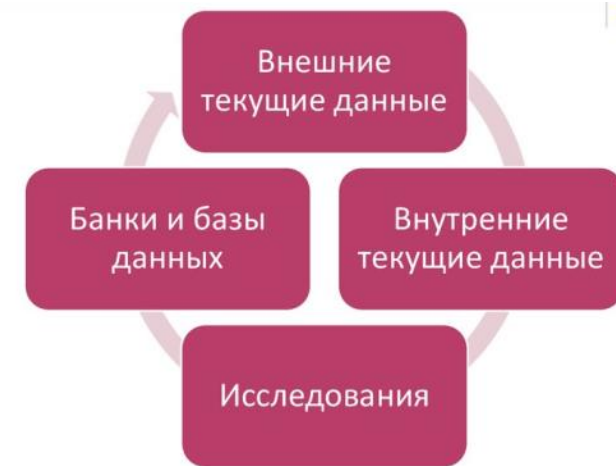 Внешние
текущие данные
Внутренние
текущие данные
Исследования
Банки и базы
данных